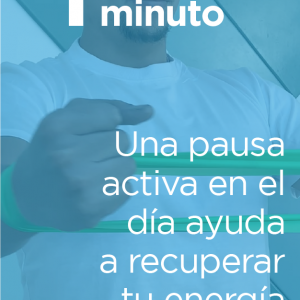 minuto
Una pausa
activa en el
día ayuda
a recuperar
tu energía